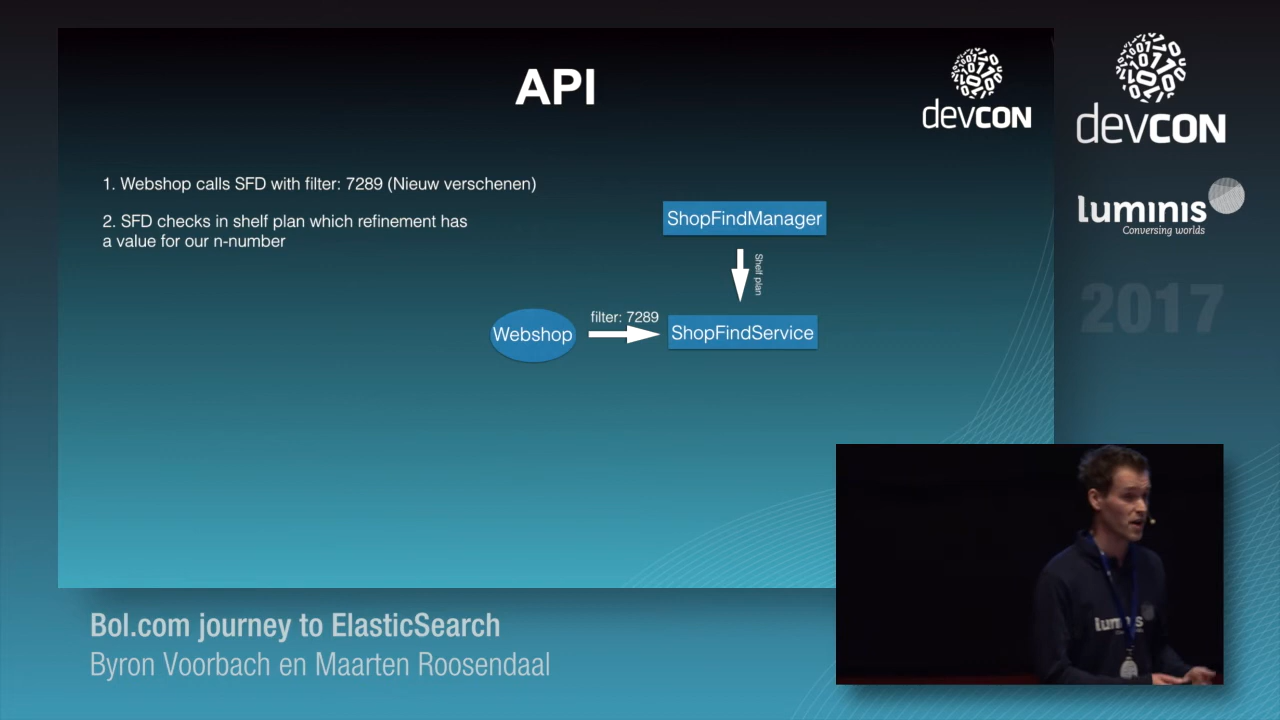 API
devcon
1. Webshop calls SFD with filter: 7289 (Nieuw verschenen)
2. SFD checks in shelf plan which refinement has
a value for our n-number
ShopFindManager
Shelf plan
filter: 7289
Webshop
ShopFindService
devcon
luminis
Conversing worlds
2017
luminis
Bol.com journey to ElasticSearch
Byron Voorbach en Maarten Roosendaal